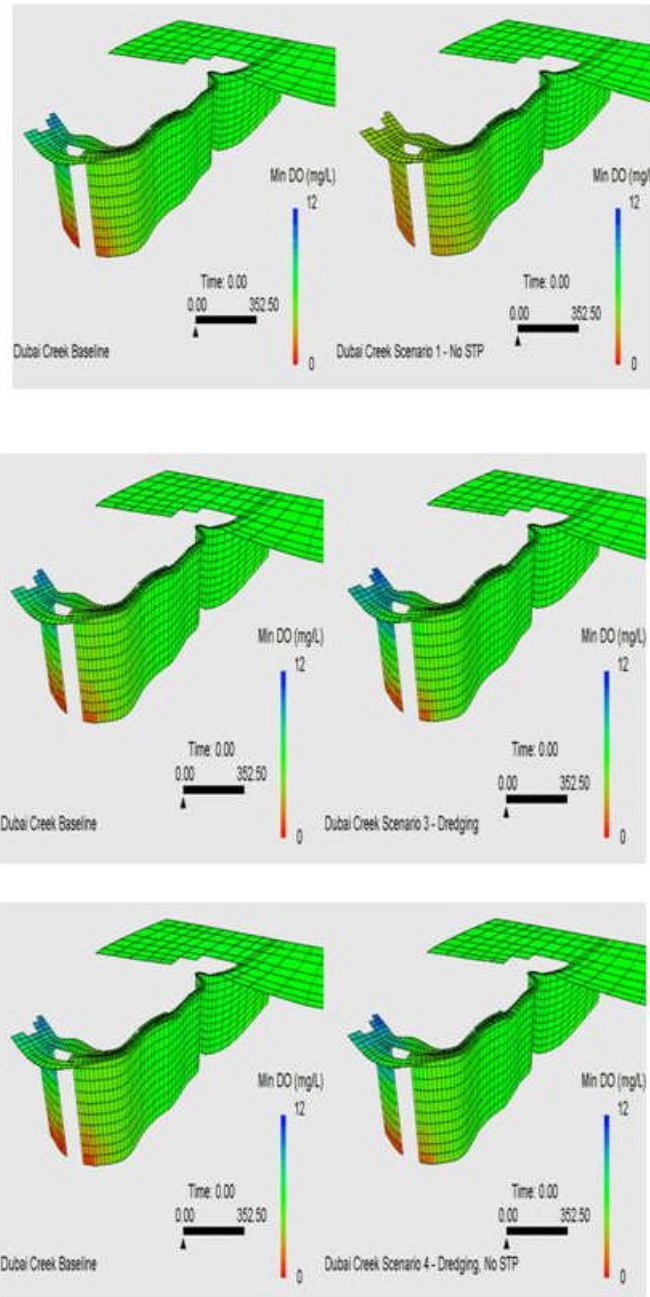 Min DO (mg/L)
12
Time: 0.00
0.00 352.50
0
Dubai Creek Baseline
Min DO (mg/
12
Time: 0.00
0.00 352.50
0
Dubai Creek Scenario 1 - No STP
Min DO (mg/L)
12
Time: 0.00
0.00 352.50
0
Dubai Creek Baseline
Min DO (mg/L)
12
Time: 0.00
0.00 352.50
0
Dubai Creek Scenario 3 - Dredging
Min DO (mg/L)
12
Time: 0.00
0.00 352.50
0
Dubai Creek Baseline
Min DO (mg/L)
12
Time: 0.00
0.00 352.50
0
Dubai Creek Scenario 4 - Dredging, No STP